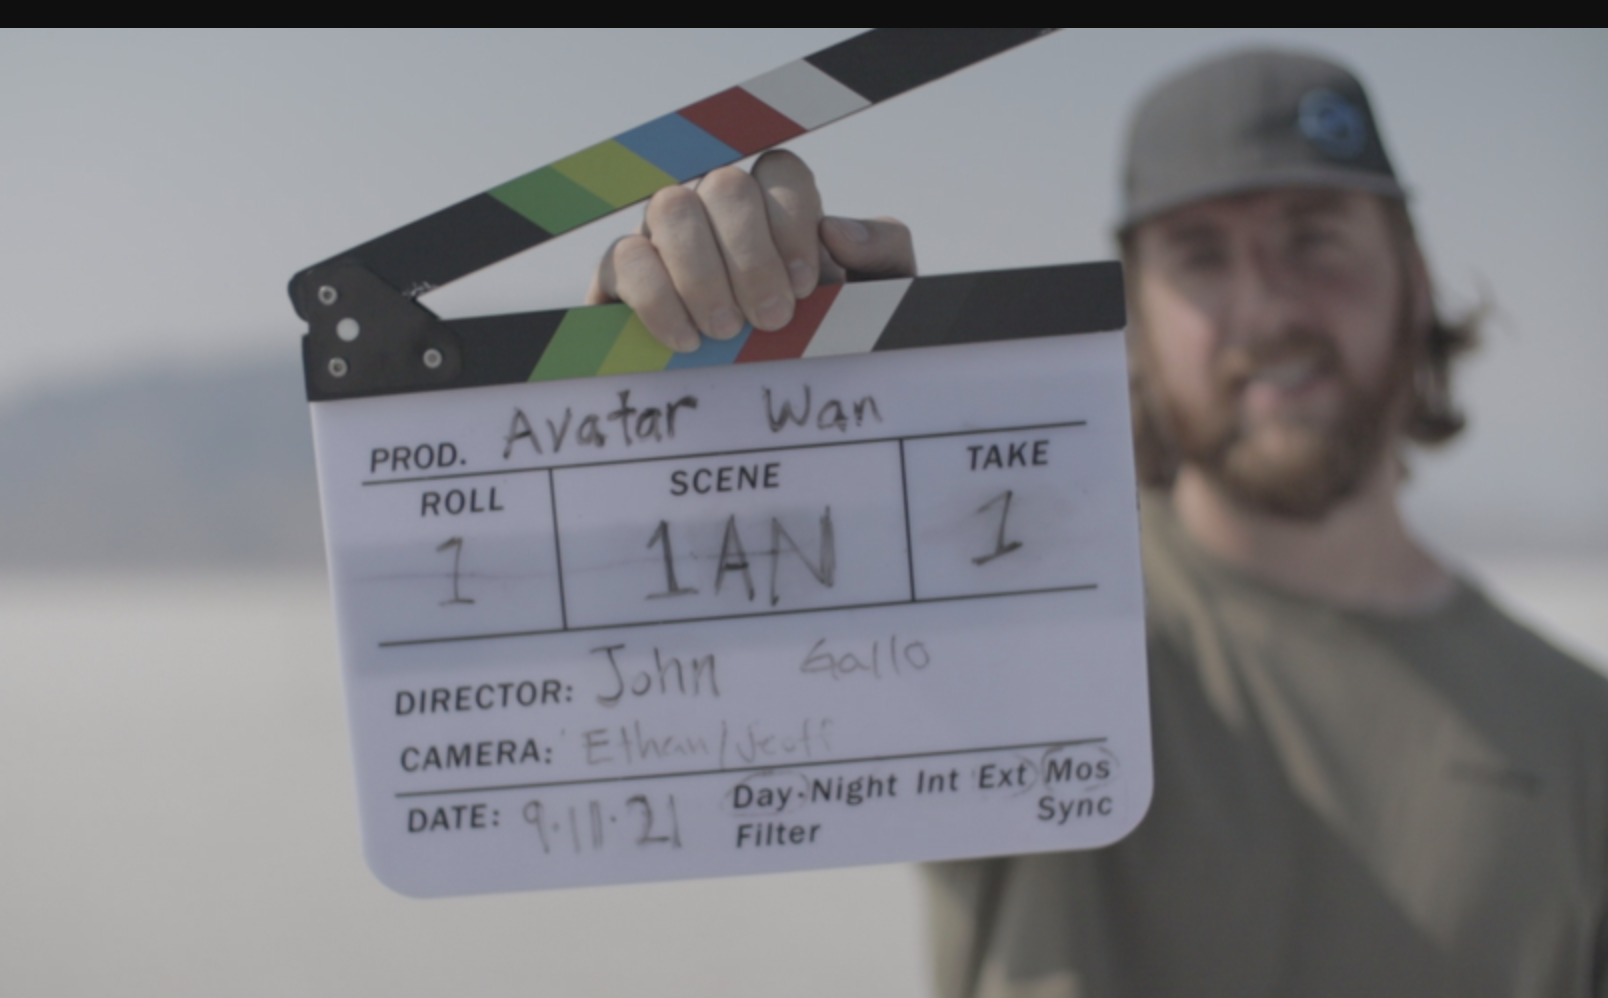 PROD. Avatar Wan
ROLL SCENE TAKE
1 1AN 1
DIRECTOR: John Gallo
CAMERA: Ethan/Jeoff
DATE: 9.11.21 Day·Night Int Ext Mos
Filter Sync